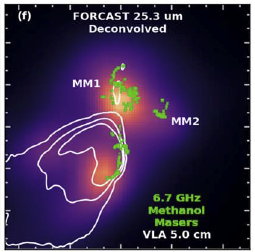 (f) FORCAST 25.3 um
Deconvolved
MM1
MM2
6.7 GHz
Methanol
Masers
VLA 5.0 cm